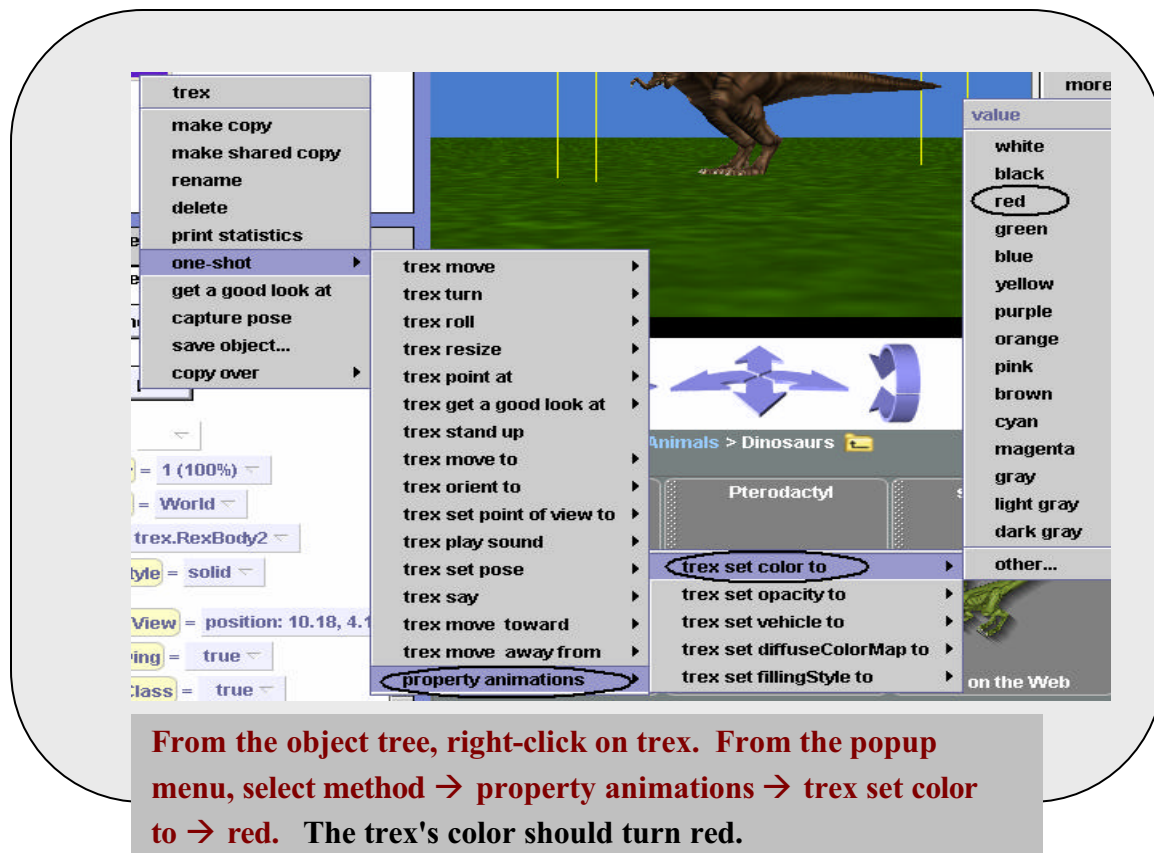 trex
make copy
make shared copy
rename
delete
print statistics
one-shot
get a good look at
capture pose
save object...
copy over
= 1 (100%)
= World
trex.RexBody2
= solid
View = position: 10.18, 4.1
= true
= true
trex move
trex turn
trex roll
trex resize
trex point at
trex get a good look at
trex stand up
trex move to
trex orient to
trex set point of view to
trex play sound
trex set pose
trex say
trex move toward
trex move away from
property animations
Animals > Dinosaurs
Pterodactyl
trex set color to
trex set opacity to
trex set vehicle to
trex set diffuseColorMap to
trex set fillingStyle to
on the Web
more
value
white
black
red
green
blue
yellow
purple
orange
pink
brown
cyan
magenta
gray
light gray
dark gray
other...
From the object tree, right-click on trex. From the popup
menu, select method → property animations → trex set color
to → red. The trex's color should turn red.